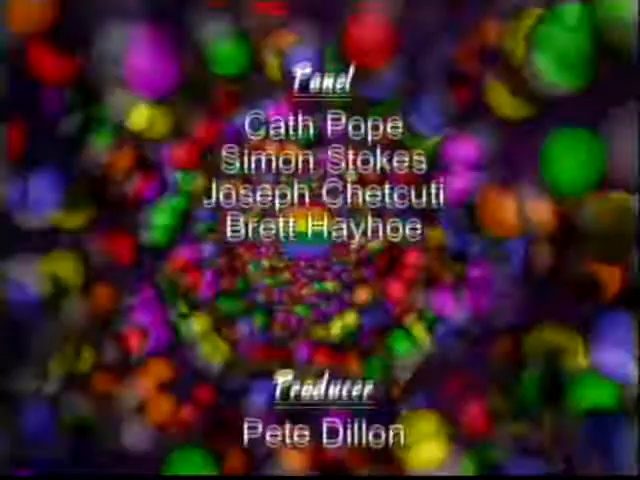 Panel
Cath Pope
Simon Stokes
Joseph Chetcuti
Brett Hayhoe
Producer
Pete Dillon